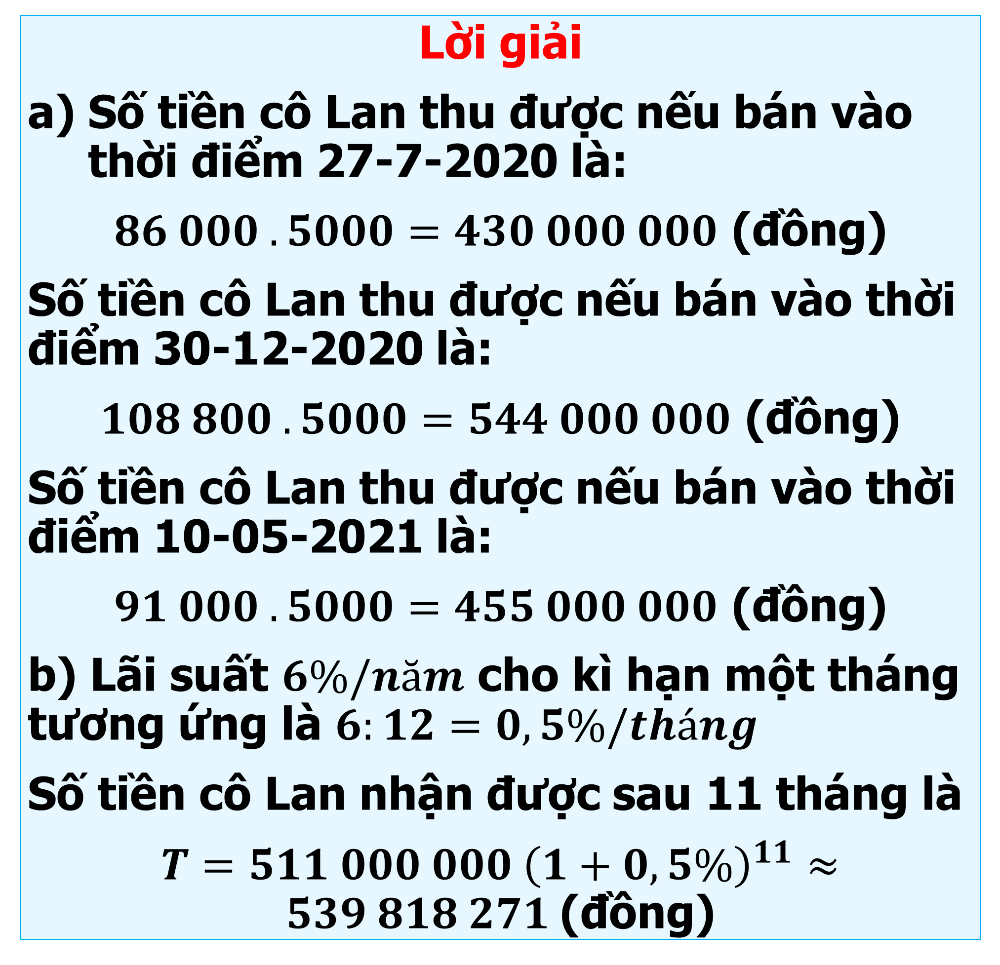 Lời giải
a) Số tiền cô Lan thu được nếu bán vào
thời điểm 27-7-2020 là:
86 000 . 5000 = 430 000 000 (đồng)
Số tiền cô Lan thu được nếu bán vào thời
điểm 30-12-2020 là:
108 800 . 5000 = 544 000 000 (đồng)
Số tiền cô Lan thu được nếu bán vào thời
điểm 10-05-2021 là:
91 000 . 5000 = 455 000 000 (đồng)
b) Lãi suất 6%/năm cho kì hạn một tháng
tương ứng là 6: 12 = 0, 5%/tháng
Số tiền cô Lan nhận được sau 11 tháng là
T = 511 000 000 (1 + 0, 5%)¹¹ ≈
539 818 271 (đồng)